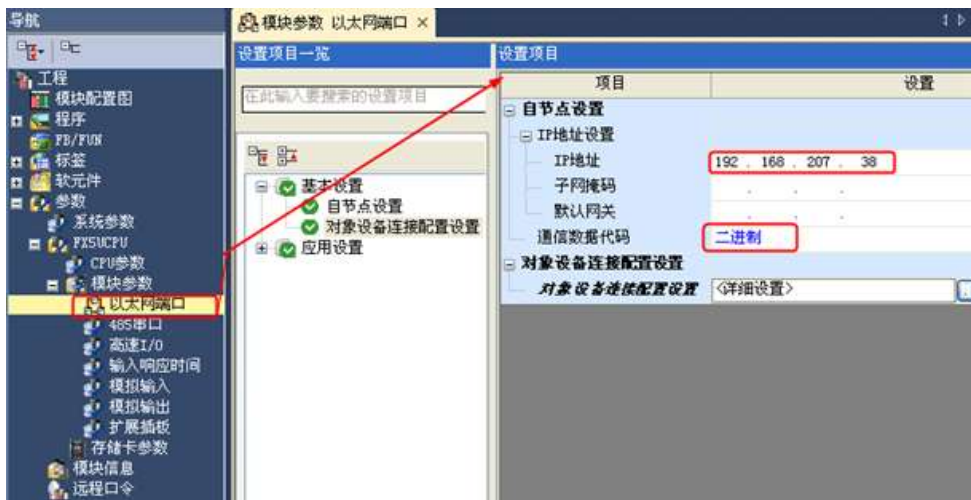 导航
工程
模块配置图
程序
FB/FUN
标签
软元件
参数
系统参数
FX5UCPU
CPU参数
模块参数
以太网端口
485串口
高速I/O
输入响应时间
模拟输入
模拟输出
扩展插板
存储卡参数
模块信息
远程口令
模块参数 以太网端口 ×
设置项目一览
在此输入要搜索的设置项目
基本设置
自节点设置
对象设备连接配置设置
应用设置
设置项目
项目 设置
自节点设置
IP地址设置
IP地址 192 . 168 . 207 . 38
子网掩码 . . .
默认网关 . . .
通信数据代码 二进制
对象设备连接配置设置
对象设备连接配置设置 <详细设置>